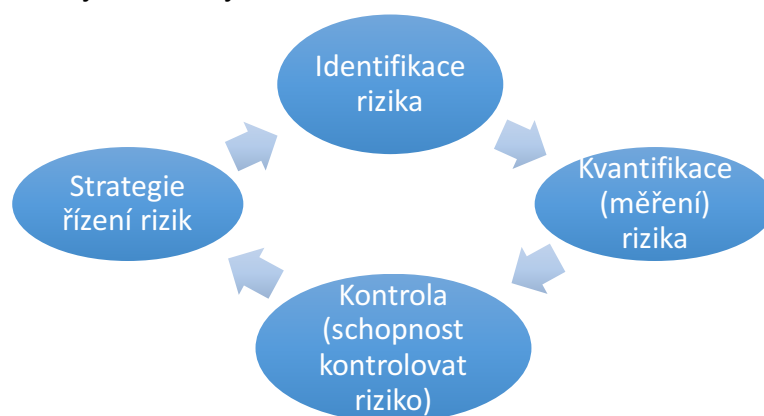 Identifikace
rizika
Kvantifikace
(měření)
rizika
Kontrola
(schopnost
kontrolovat
riziko)
Strategie
řízení rizik